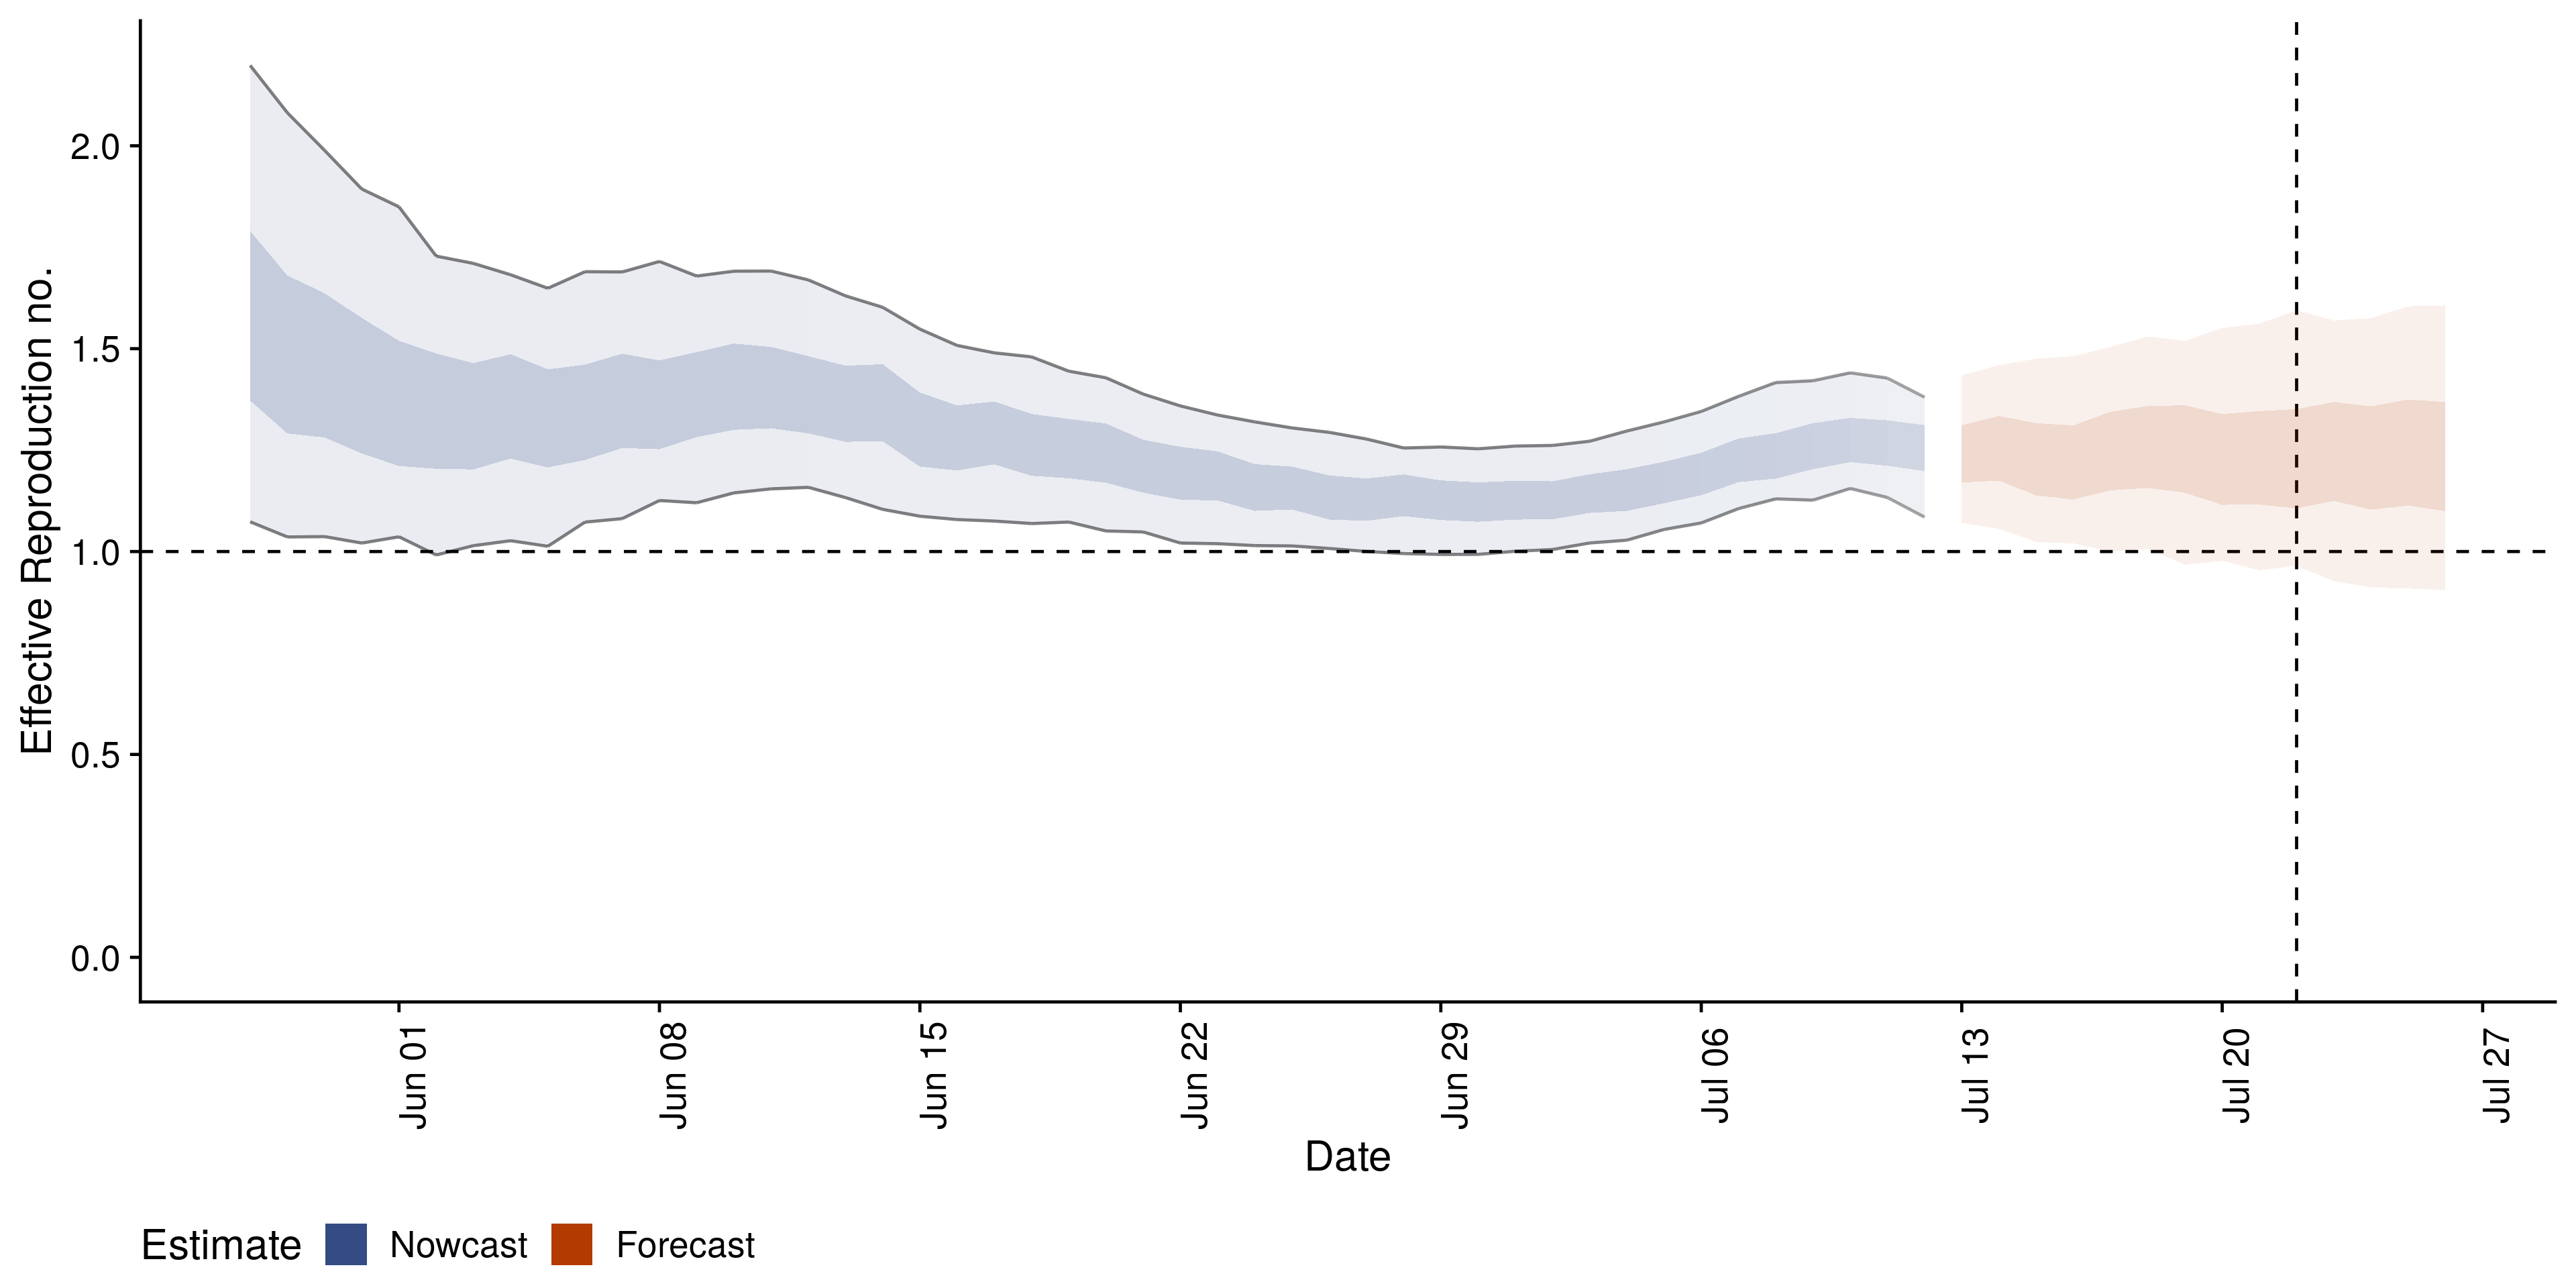 Effective Reproduction no.
2.0
1.5
1.0
0.5
0.0
Jun 01
Jun 08
Jun 15
Jun 22
Jun 29
Jul 06
Jul 13
Jul 20
Jul 27
Date
Estimate Nowcast Forecast